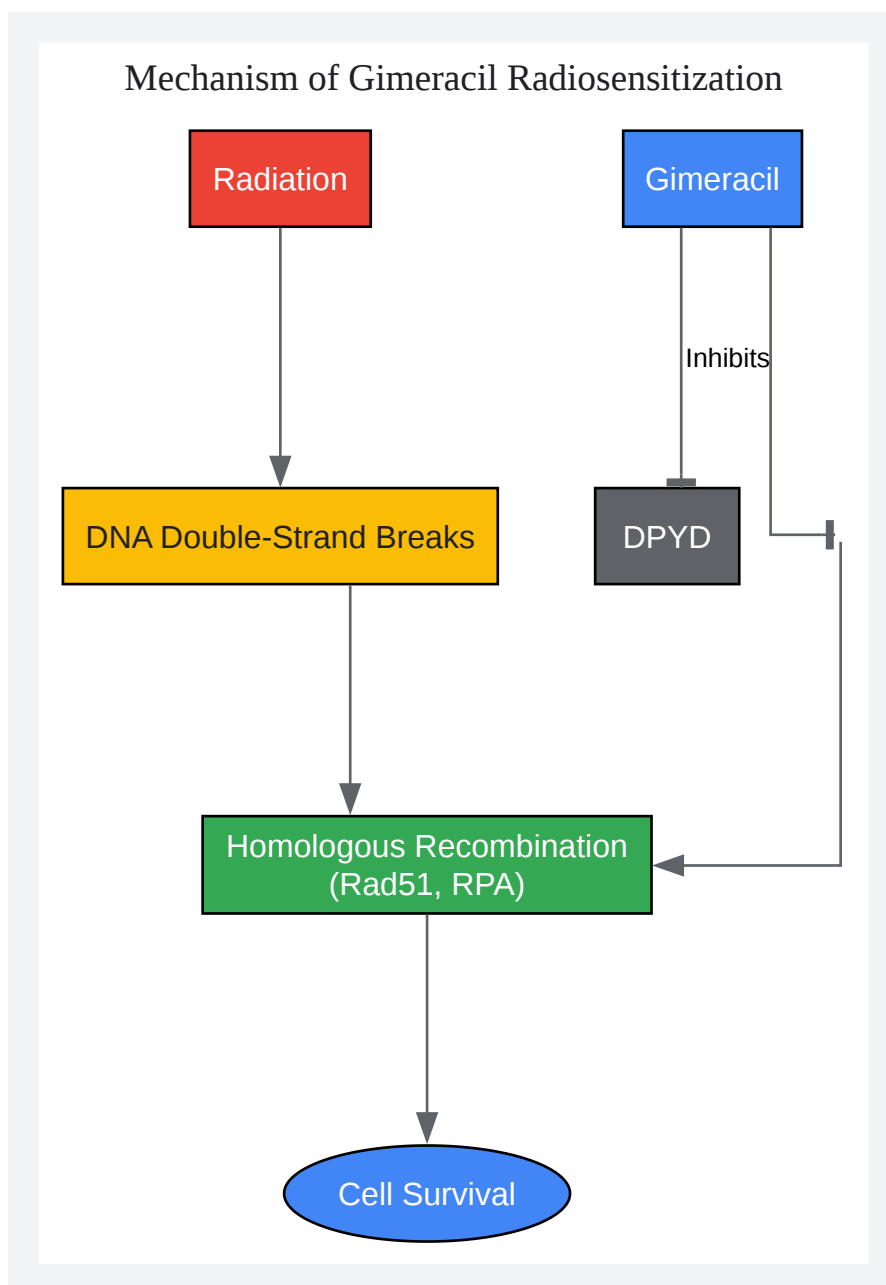 Mechanism of Gimeracil Radiosensitization
Radiation
Gimeracil
Inhibits
DNA Double-Strand Breaks
DPYD
Homologous Recombination
(Rad51, RPA)
Cell Survival